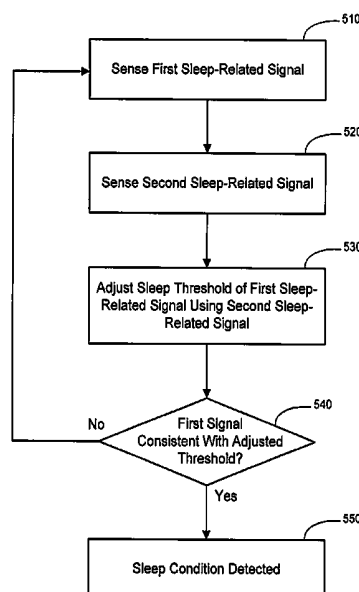 510
Sense First Sleep-Related Signal
520
Sense Second Sleep-Related Signal
530
Adjust Sleep Threshold of First Sleep-
Related Signal Using Second Sleep-
Related Signal
540
No
First Signal
Consistent With Adjusted
Threshold?
Yes
550
Sleep Condition Detected